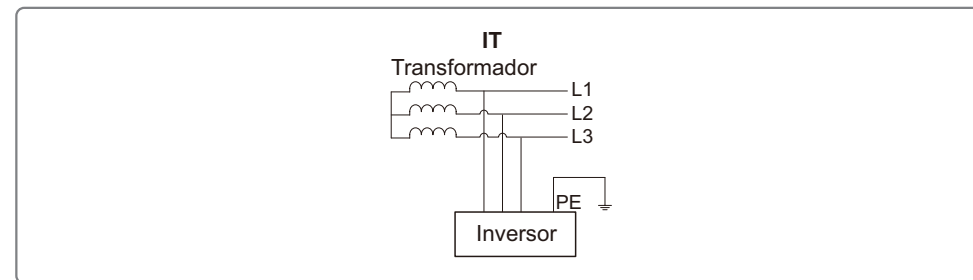 IT
Transformador
L1
L2
L3
PE
Inversor